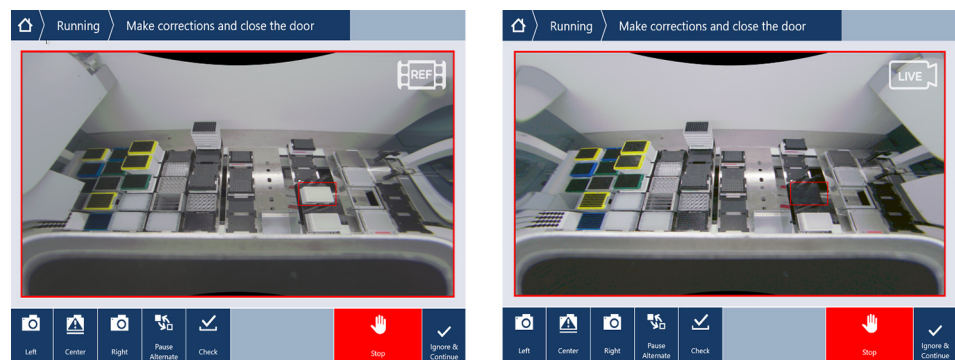 Running
Make corrections and close the door
REF
Left
Center
Right
Pause
Alternate
Check
Stop
Ignore &
Continue
Running
Make corrections and close the door
LIVE
Left
Center
Right
Pause
Alternate
Check
Stop
Ignore &
Continue